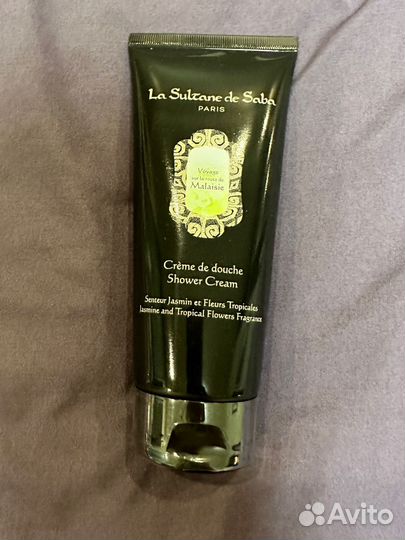 La Sultane de Saba
PARIS
Voyage
sur la route de
Malaisie
Crème de douche
Shower Cream
Senteur Jasmin et Fleurs Tropicales
Jasmine and Tropical Flowers Fragrance
Avito